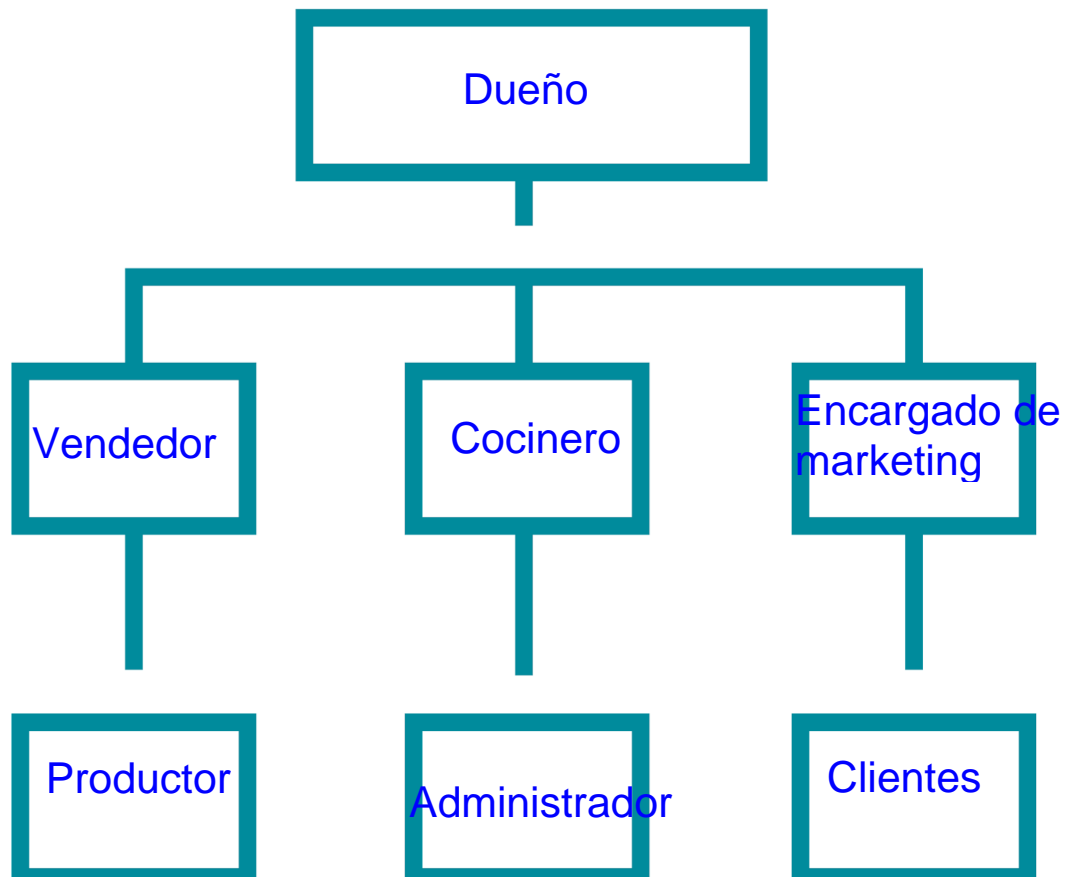 Dueño
Vendedor
Cocinero
Encargado de
marketing
Productor
Administrador
Clientes